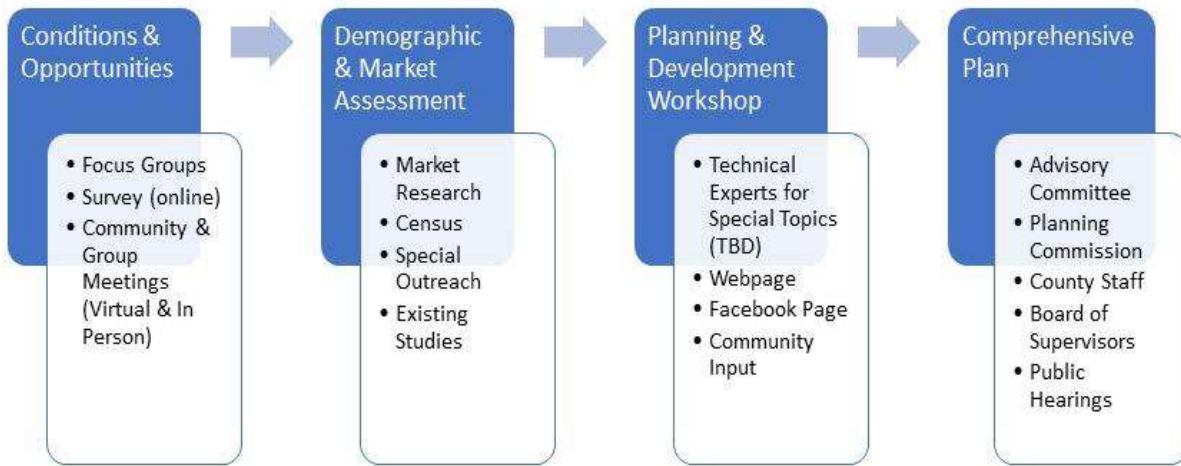 Conditions &
Opportunities
• Focus Groups
• Survey (online)
• Community &
Group
Meetings
(Virtual & In
Person)
Demographic
& Market
Assessment
• Market
Research
• Census
• Special
Outreach
• Existing
Studies
Planning &
Development
Workshop
• Technical
Experts for
Special Topics
(TBD)
• Webpage
• Facebook Page
• Community
Input
Comprehensive
Plan
• Advisory
Committee
• Planning
Commission
• County Staff
• Board of
Supervisors
• Public
Hearings